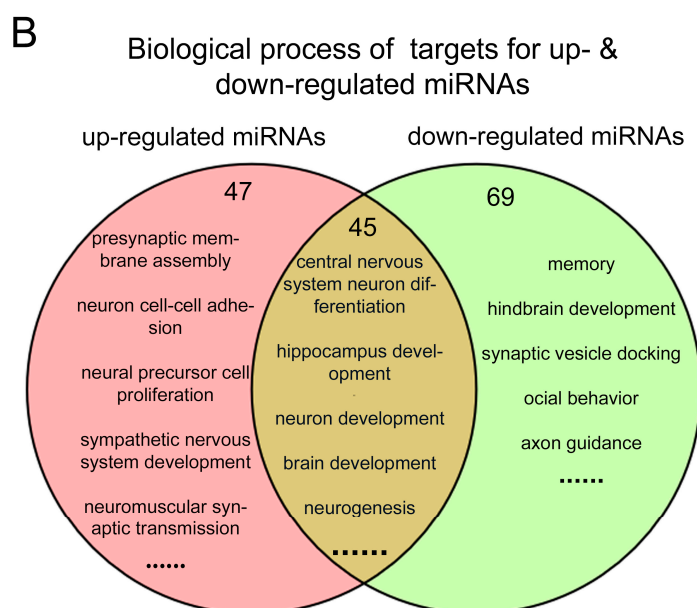 B
Biological process of targets for up- &
down-regulated miRNAs
up-regulated miRNAs
down-regulated miRNAs
47
presynaptic mem-
brane assembly
neuron cell-cell adhe-
sion
neural precursor cell
proliferation
sympathetic nervous
system development
neuromuscular syn-
aptic transmission
......
45
central nervous
system neuron dif-
ferentiation
hippocampus devel-
opment
neuron development
brain development
neurogenesis
......
69
memory
hindbrain development
synaptic vesicle docking
ocial behavior
axon guidance
......